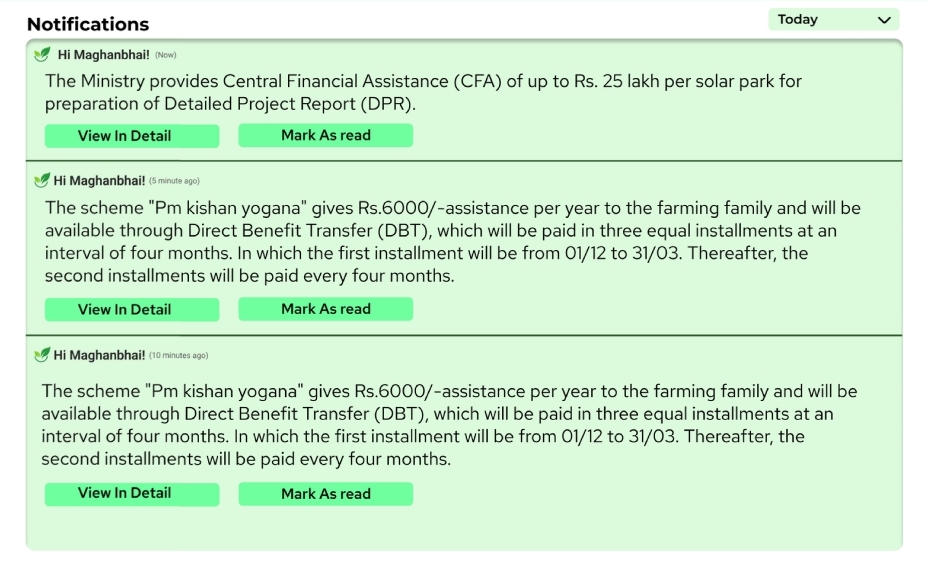 Notifications
Today
Hi Maghanbhai! (Now)
The Ministry provides Central Financial Assistance (CFA) of up to Rs. 25 lakh per solar park for
preparation of Detailed Project Report (DPR).
View In Detail
Mark As read
Hi Maghanbhai! (5 minute ago)
The scheme "Pm kishan yogana" gives Rs.6000/-assistance per year to the farming family and will be
available through Direct Benefit Transfer (DBT), which will be paid in three equal installments at an
interval of four months. In which the first installment will be from 01/12 to 31/03. Thereafter, the
second installments will be paid every four months.
View In Detail
Mark As read
Hi Maghanbhai! (10 minutes ago)
The scheme "Pm kishan yogana" gives Rs.6000/-assistance per year to the farming family and will be
available through Direct Benefit Transfer (DBT), which will be paid in three equal installments at an
interval of four months. In which the first installment will be from 01/12 to 31/03. Thereafter, the
second installments will be paid every four months.
View In Detail
Mark As read